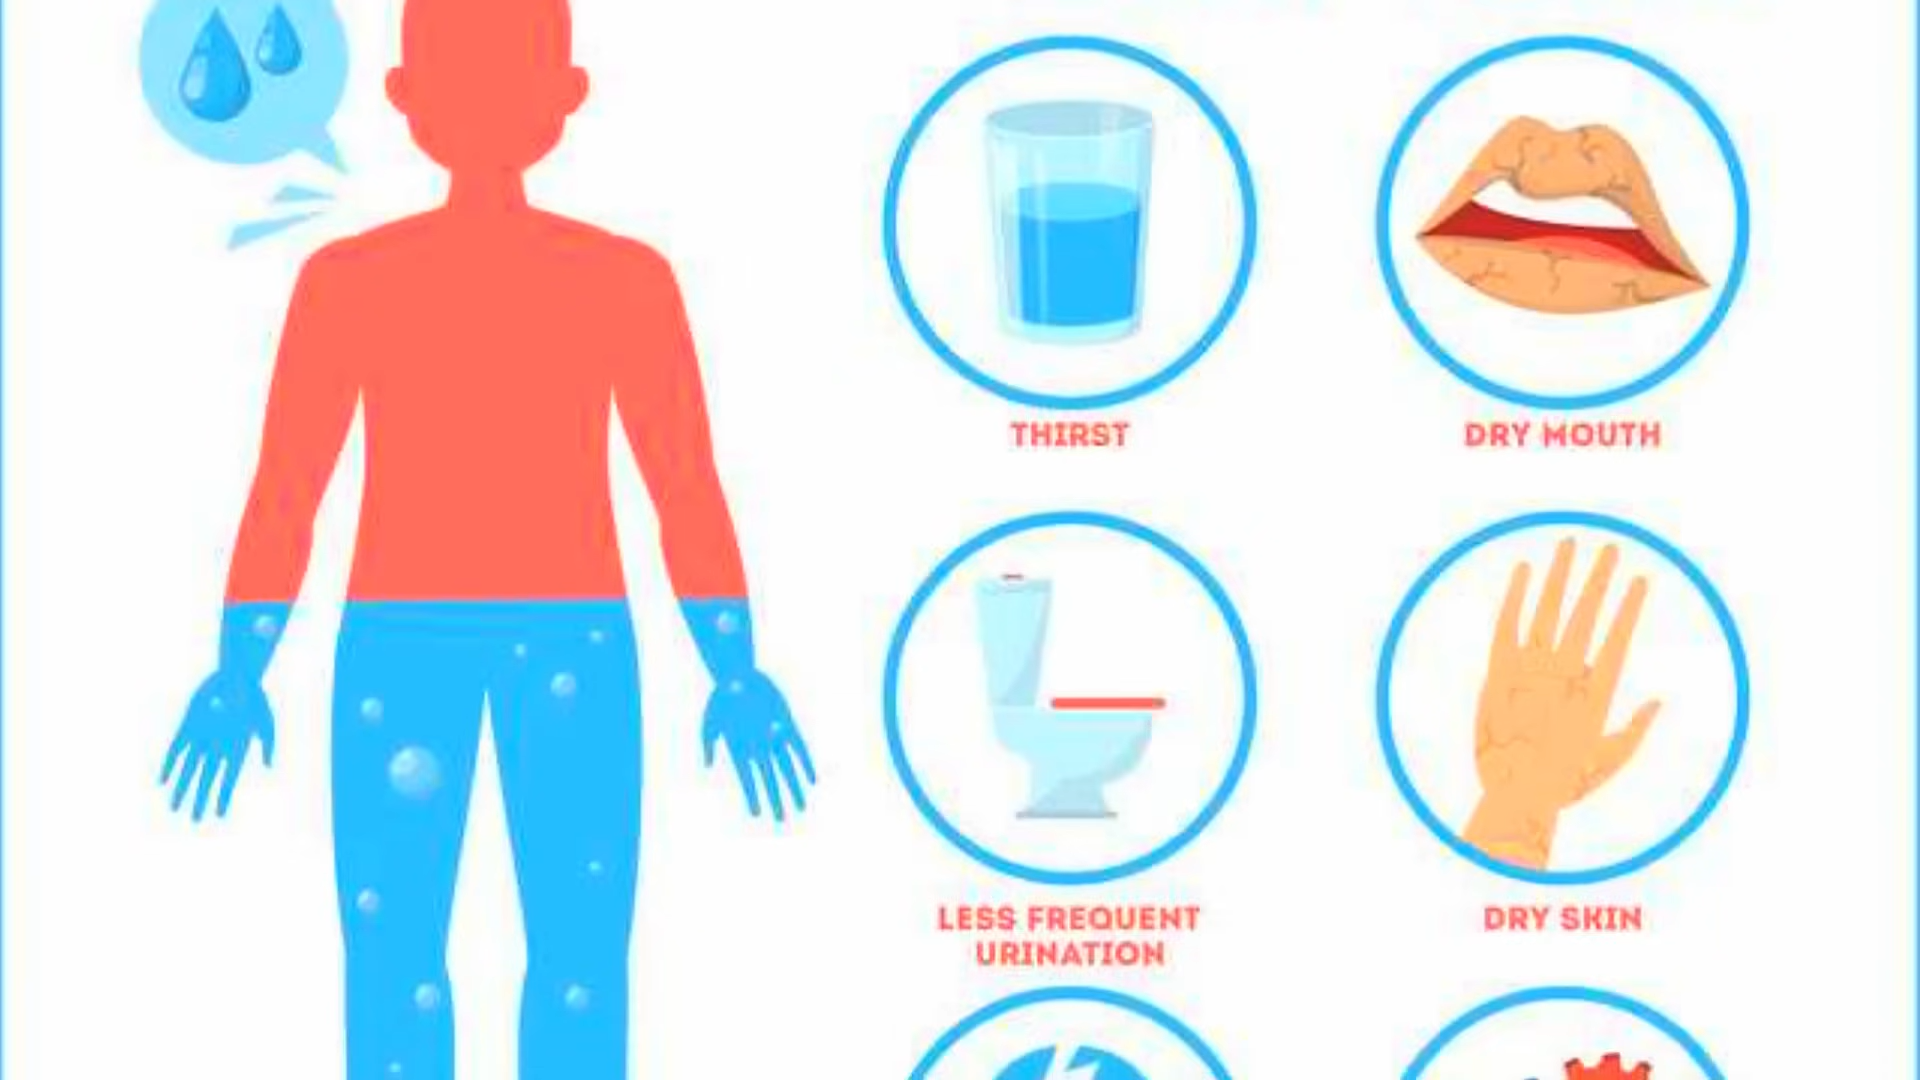 THIRST
DRY MOUTH
LESS FREQUENT
URINATION
DRY SKIN